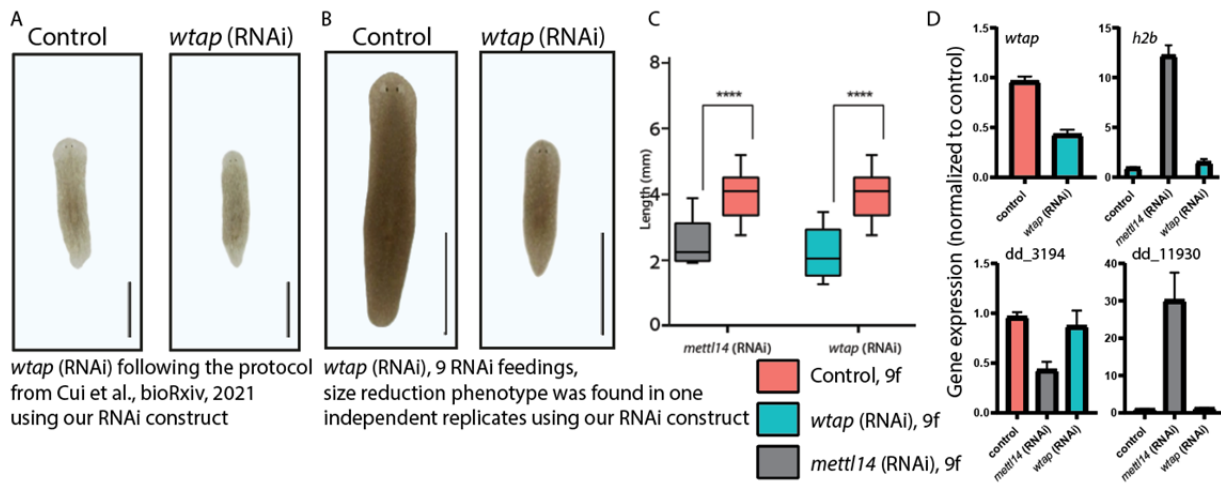 A
Control
wtap (RNAi)
wtap (RNAi) following the protocol
from Cui et al., bioRxiv, 2021
using our RNAi construct
B
Control
wtap (RNAi)
wtap (RNAi), 9 RNAi feedings,
size reduction phenotype was found in one
independent replicates using our RNAi construct
C
Length (mm)
8
6
4
2
0
****
****
mettl14 (RNAi)
wtap (RNAi)
Control, 9f
wtap (RNAi), 9f
mettl14 (RNAi), 9f
D
Gene expression (normalized to control)
wtap
1.5
1.0
0.5
0.0
control
wtap (RNAi)
h2b
15
10
5
0
control
mettl14 (RNAi)
wtap (RNAi)
dd_3194
1.5
1.0
0.5
0.0
control
mettl14 (RNAi)
wtap (RNAi)
dd_11930
40
30
20
10
0
control
mettl14 (RNAi)
wtap (RNAi)